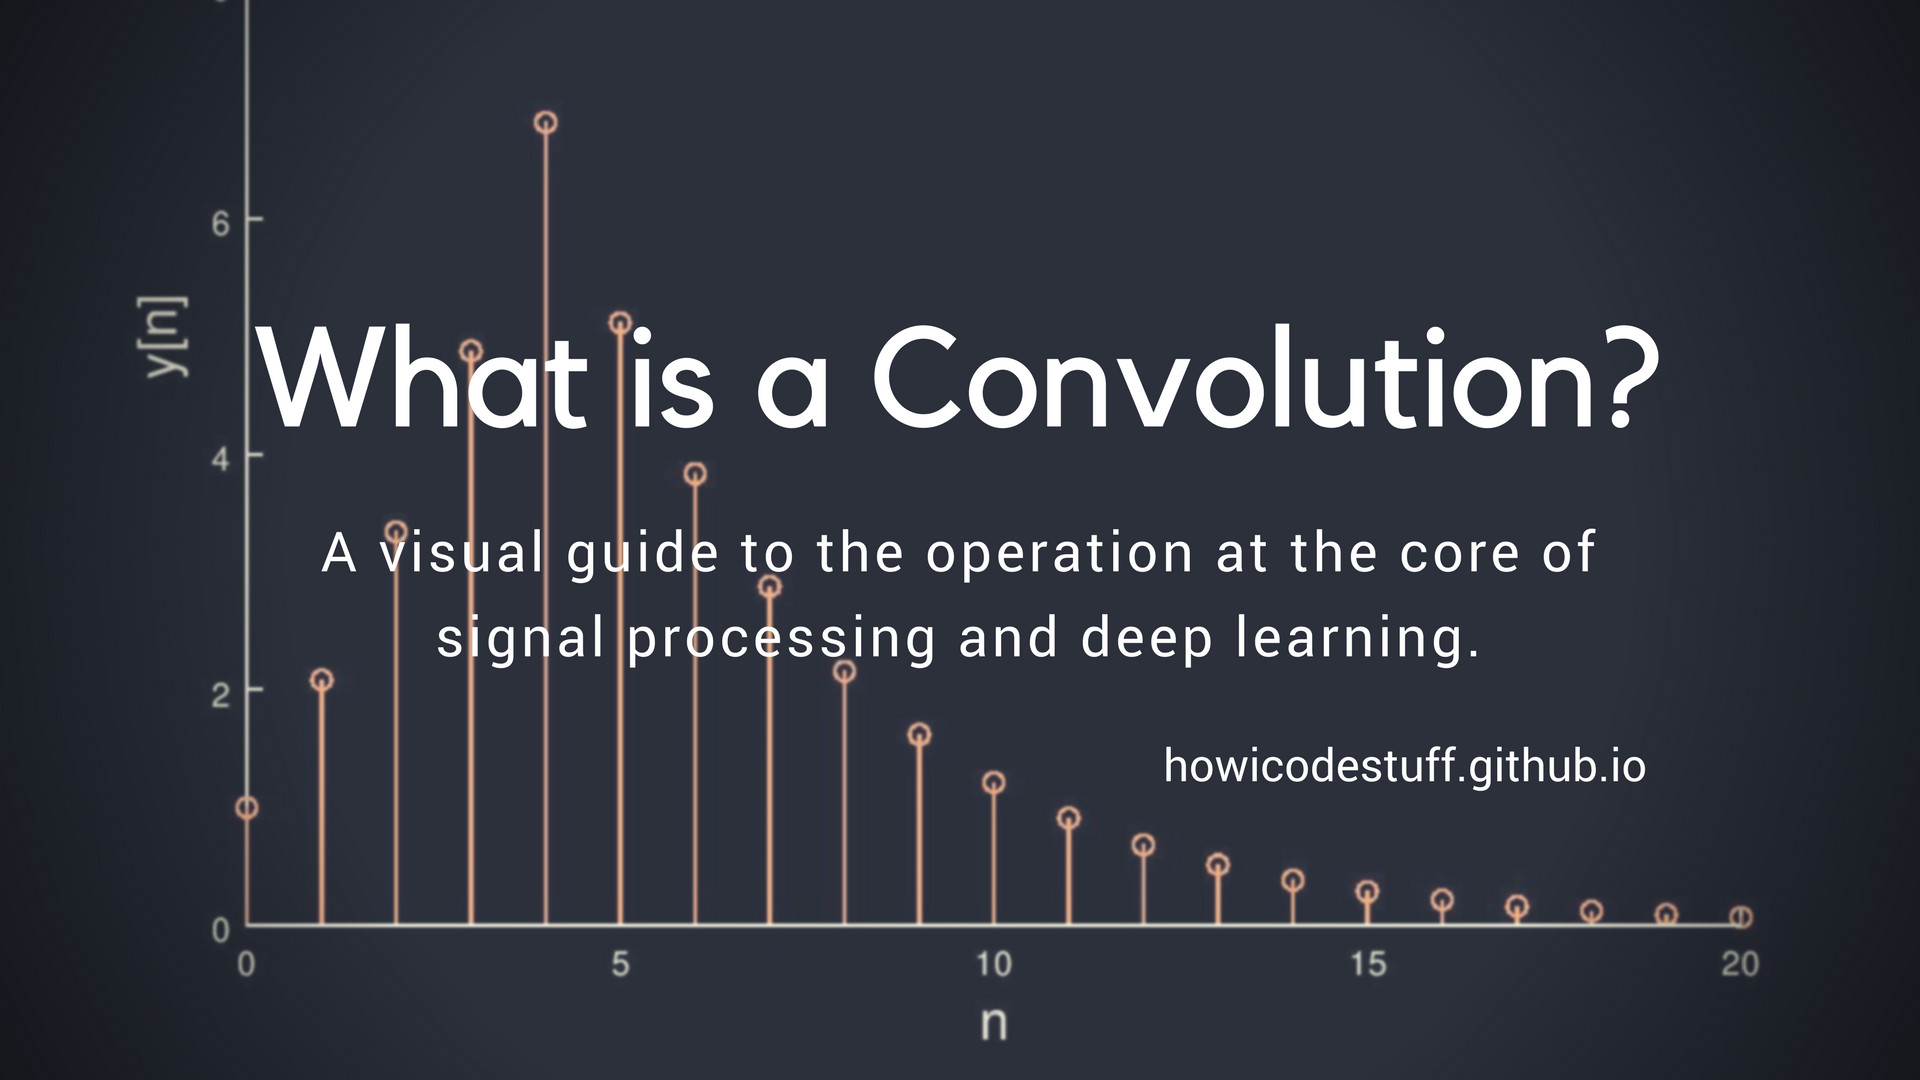 6
y[n]
What is a Convolution?
4
A visual guide to the operation at the core of
signal processing and deep learning.
2
howicodestuff.github.io
0
0 5 10 15 20
n